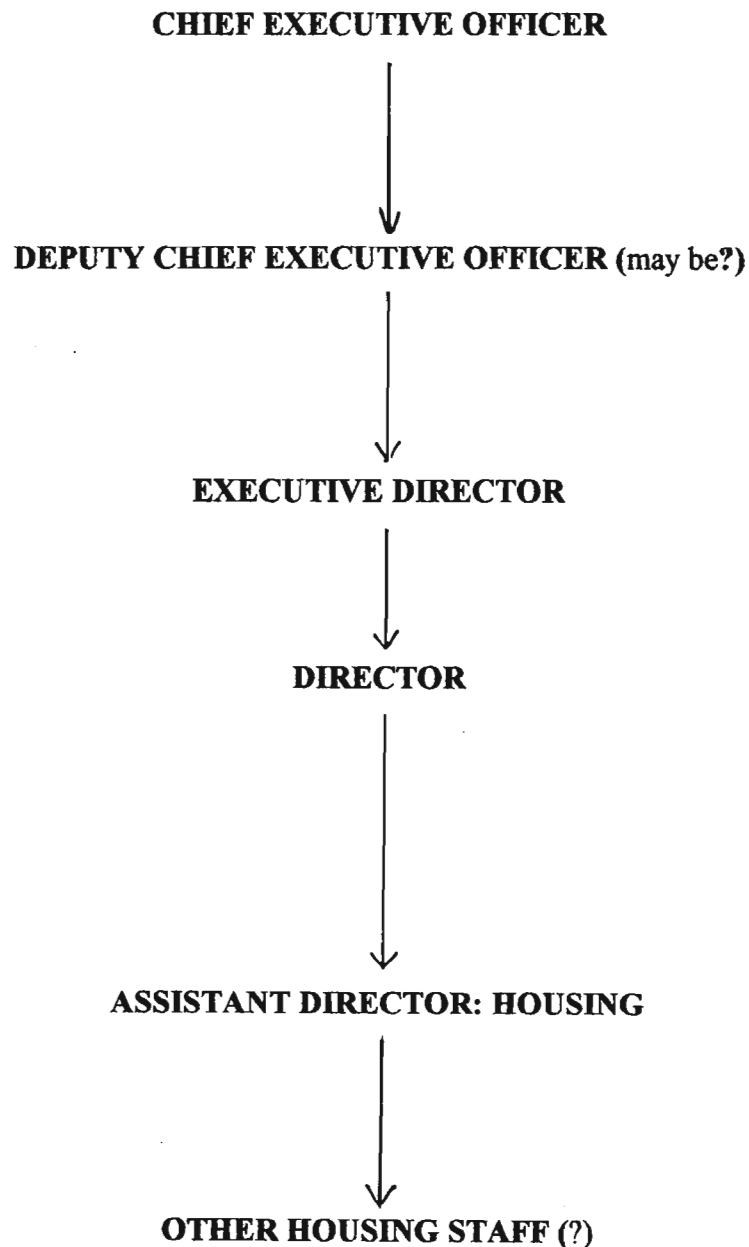 CHIEF EXECUTIVE OFFICER
DEPUTY CHIEF EXECUTIVE OFFICER (may be?)
EXECUTIVE DIRECTOR
DIRECTOR
ASSISTANT DIRECTOR: HOUSING
OTHER HOUSING STAFF (?)